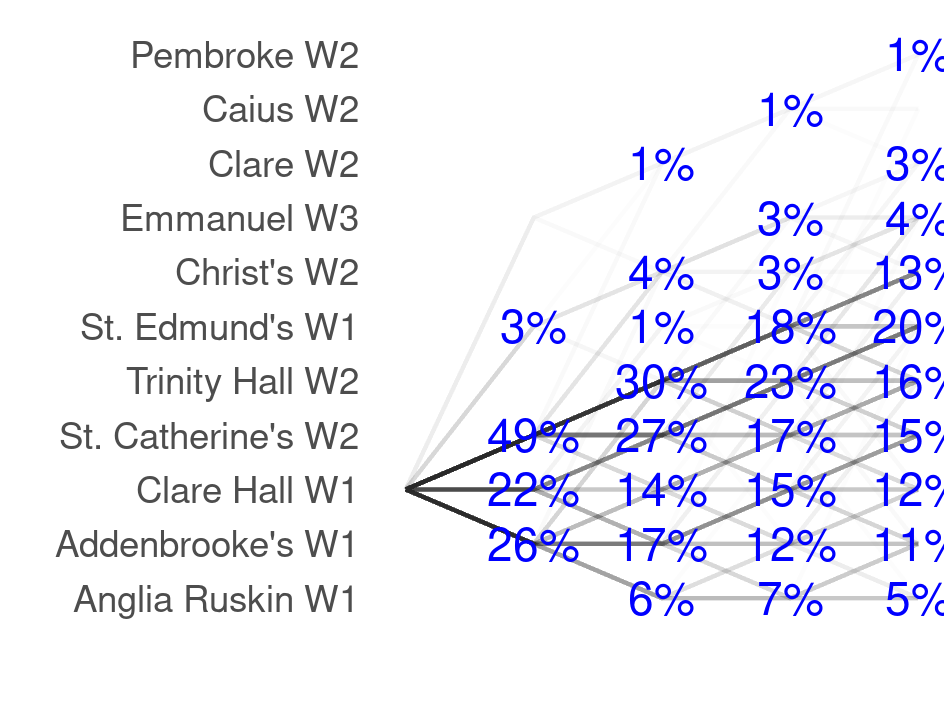 Pembroke W2 1%
Caius W2 1%
Clare W2 1% 3%
Emmanuel W3 3% 4%
Christ's W2 4% 3% 13%
St. Edmund's W1 3% 1% 18% 20%
Trinity Hall W2 30% 23% 16%
St. Catherine's W2 49% 27% 17% 15%
Clare Hall W1 22% 14% 15% 12%
Addenbrooke's W1 26% 17% 12% 11%
Anglia Ruskin W1 6% 7% 5%